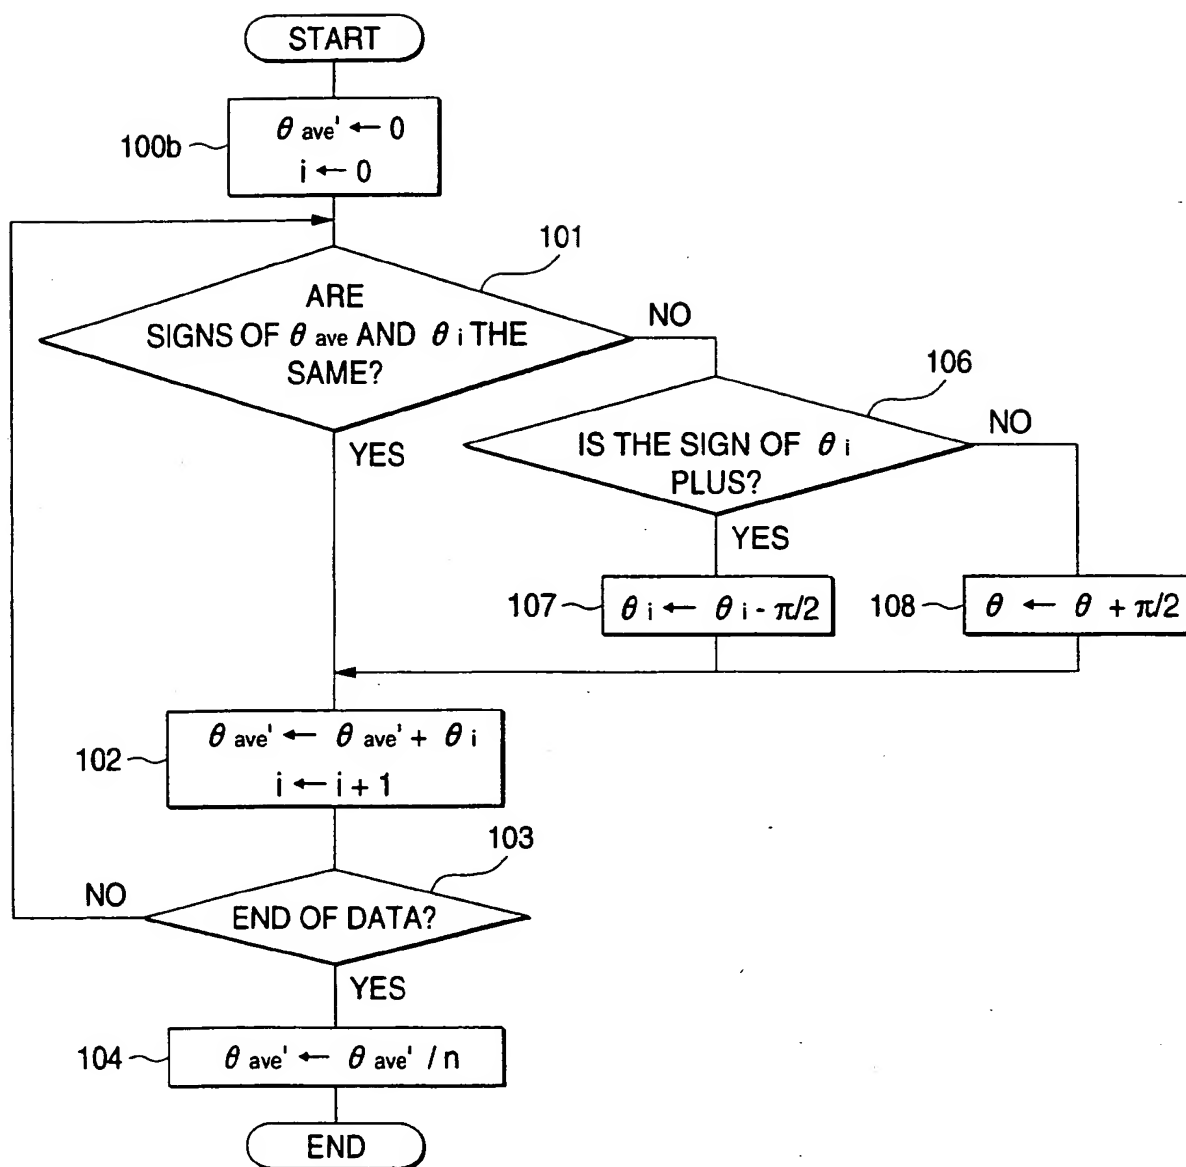 START
100b
θ ave' ← 0
i ← 0
101
ARE
SIGNS OF θ ave AND θ i THE
SAME?
NO
YES
106
IS THE SIGN OF θ i
PLUS?
NO
YES
107
θ i ← θ i - π/2
108
θ ← θ + π/2
102
θ ave' ← θ ave' + θ i
i ← i + 1
103
END OF DATA?
NO
YES
104
θ ave' ← θ ave' / n
END